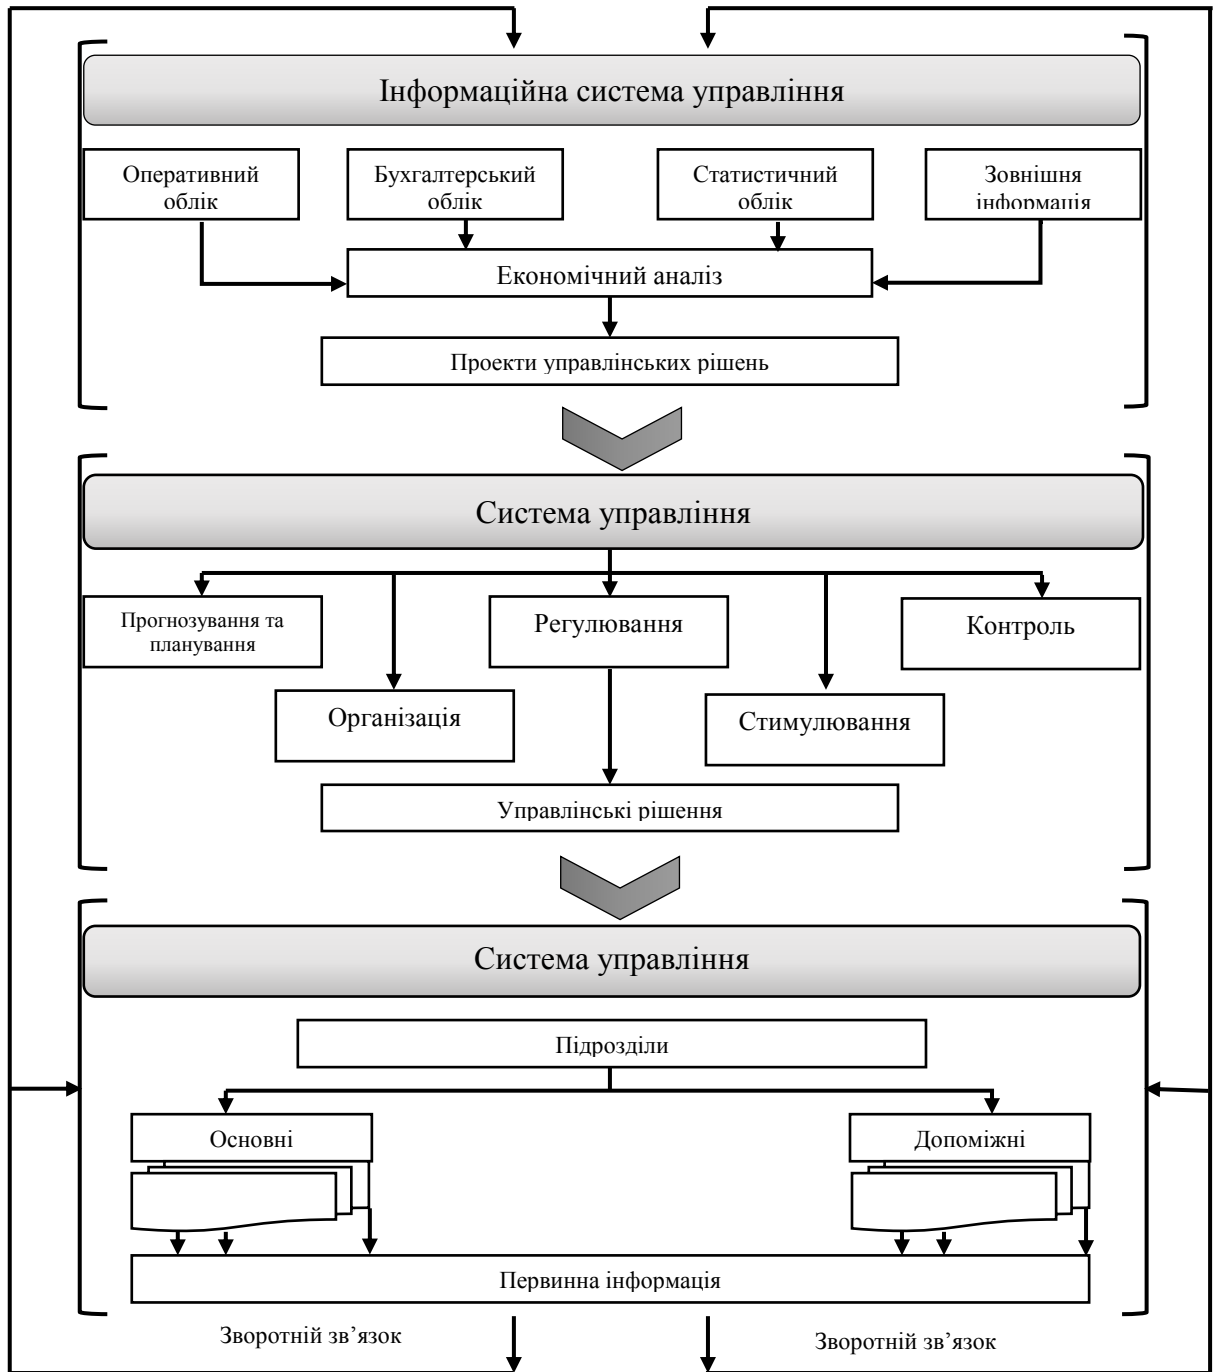 Інформаційна система управління
Оперативний
облік
Бухгалтерський
облік
Статистичний
облік
Зовнішня
інформація
Економічний аналіз
Проекти управлінських рішень
Система управління
Прогнозування та
планування
Регулювання
Контроль
Організація
Стимулювання
Управлінські рішення
Система управління
Підрозділи
Основні
Допоміжні
Первинна інформація
Зворотній зв’язок
Зворотній зв’язок